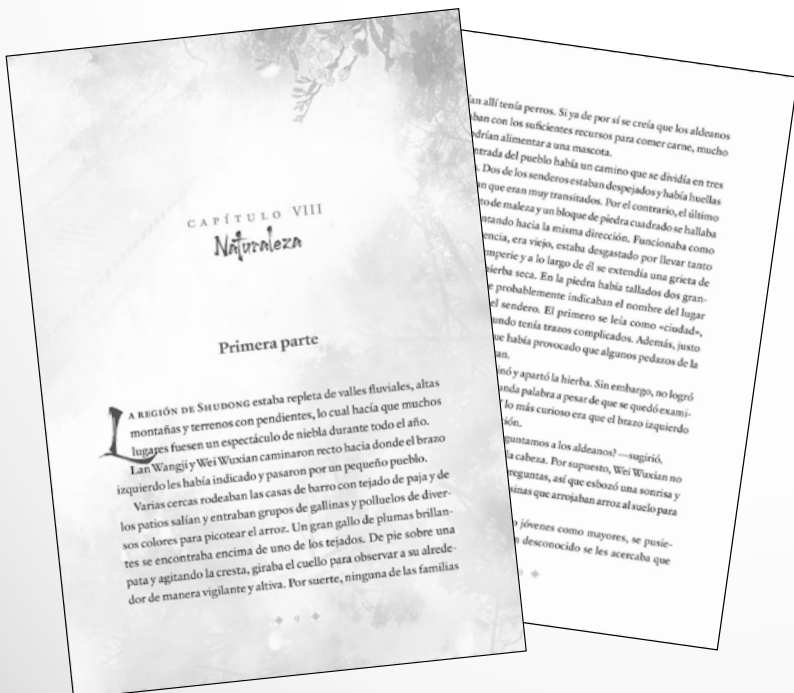 CAPÍTULO VIII
Naturaleza
Primera parte
LA REGIÓN DE SHUDONG estaba repleta de valles fluviales, altas
montañas y terrenos con pendientes, lo cual hacía que muchos
lugares fuesen un espectáculo de niebla durante todo el año.
Lan Wangji y Wei Wuxian caminaron recto hacia donde el brazo
izquierdo les había indicado y pasaron por un pequeño pueblo.
Varias cercas rodeaban las casas de barro con tejado de paja y de
los patios salían y entraban grupos de gallinas y polluelos de diver-
sos colores para picotear el arroz. Un gran gallo de plumas brillan-
tes se encontraba encima de uno de los tejados. De pie sobre una
pata y agitando la cresta, giraba el cuello para observar a su alrede-
dor de manera vigilante y altiva. Por suerte, ninguna de las familias
9
allí tenía perros. Si ya de por sí se creía que los aldeanos
con los suficientes recursos para comer carne, mucho
alimentar a una mascota.
del pueblo había un camino que se dividía en tres
Dos de los senderos estaban despejados y había huellas
que eran muy transitados. Por el contrario, el último
de maleza y un bloque de piedra cuadrado se hallaba
hacia la misma dirección. Funcionaba como
era viejo, estaba desgastado por llevar tanto
y a lo largo de él se extendía una grieta de
hierba seca. En la piedra había tallados dos gran-
probablemente indicaban el nombre del lugar
el sendero. El primero se leía como «ciudad»,
tenía trazos complicados. Además, justo
había provocado que algunos pedazos de la
y apartó la hierba. Sin embargo, no logró
palabra a pesar de que se quedó exami-
lo más curioso era que el brazo izquierdo
a los aldeanos? —sugirió.
la cabeza. Por supuesto, Wei Wuxian no
preguntas, así que esbozó una sonrisa y
que arrojaban arroz al suelo para
jóvenes como mayores, se pusie-
desconocido se les acercaba que